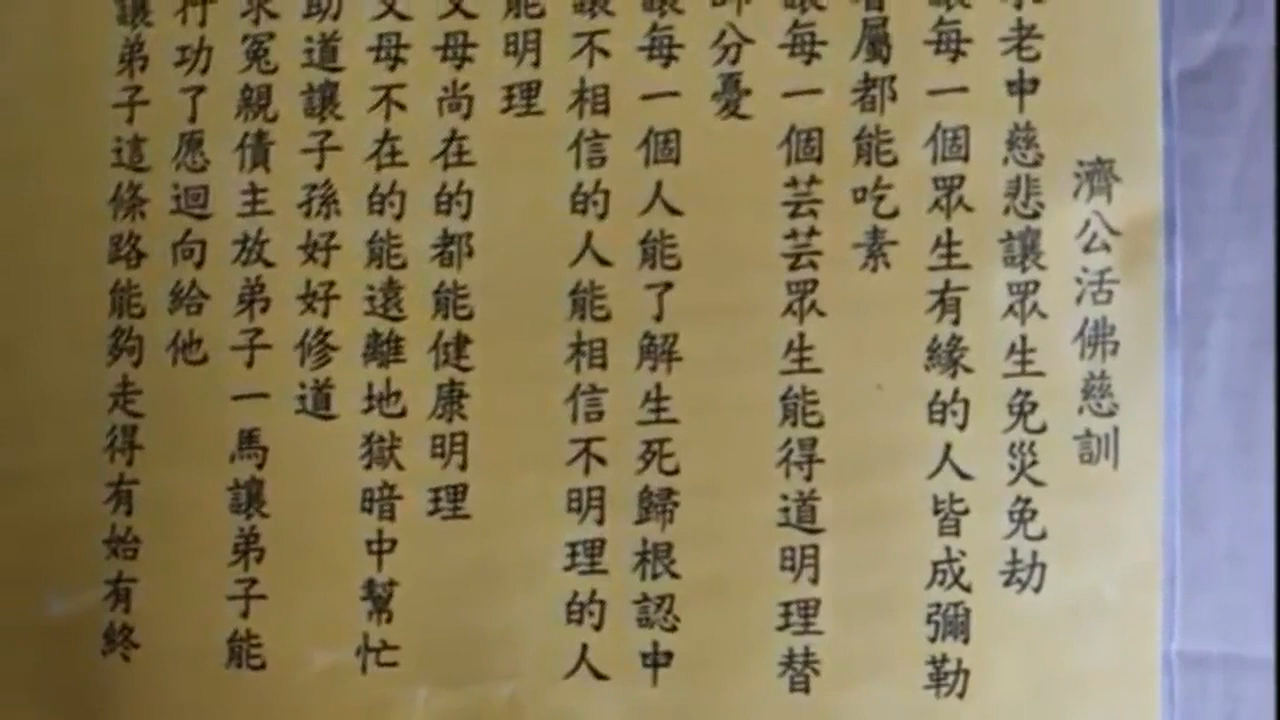 濟公活佛慈訓
老中慈悲讓眾生免災免劫
讓每一個眾生有緣的人皆成彌勒
眷屬都能吃素
讓每一個芸芸眾生能得道明理替
師分憂
讓每一個人能了解生死歸根認中
讓不相信的人能相信不明理的人
能明理
父母尚在的都能健康明理
父母不在的能遠離地獄暗中幫忙
助道讓子孫好好修道
求冤親債主放弟子一馬讓弟子能
功了愿迴向給他
讓弟子這條路能夠走得有始有終